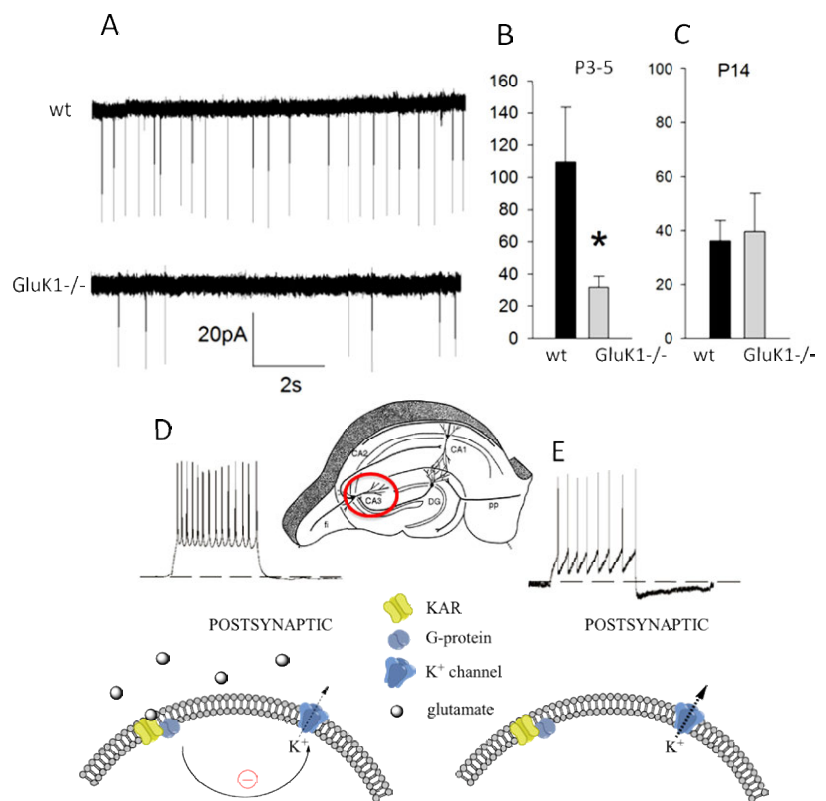 A
wt
GluK1-/-
20pA
2s
B
P3-5
160
140
120
100
80
60
40
20
0
*
wt
GluK1-/-
C
P14
100
80
60
40
20
0
wt
GluK1-/-
D
CA2
CA1
CA3
DG
PP
fi
E
POSTSYNAPTIC
K+
−
KAR
G-protein
K+ channel
glutamate
POSTSYNAPTIC
K+